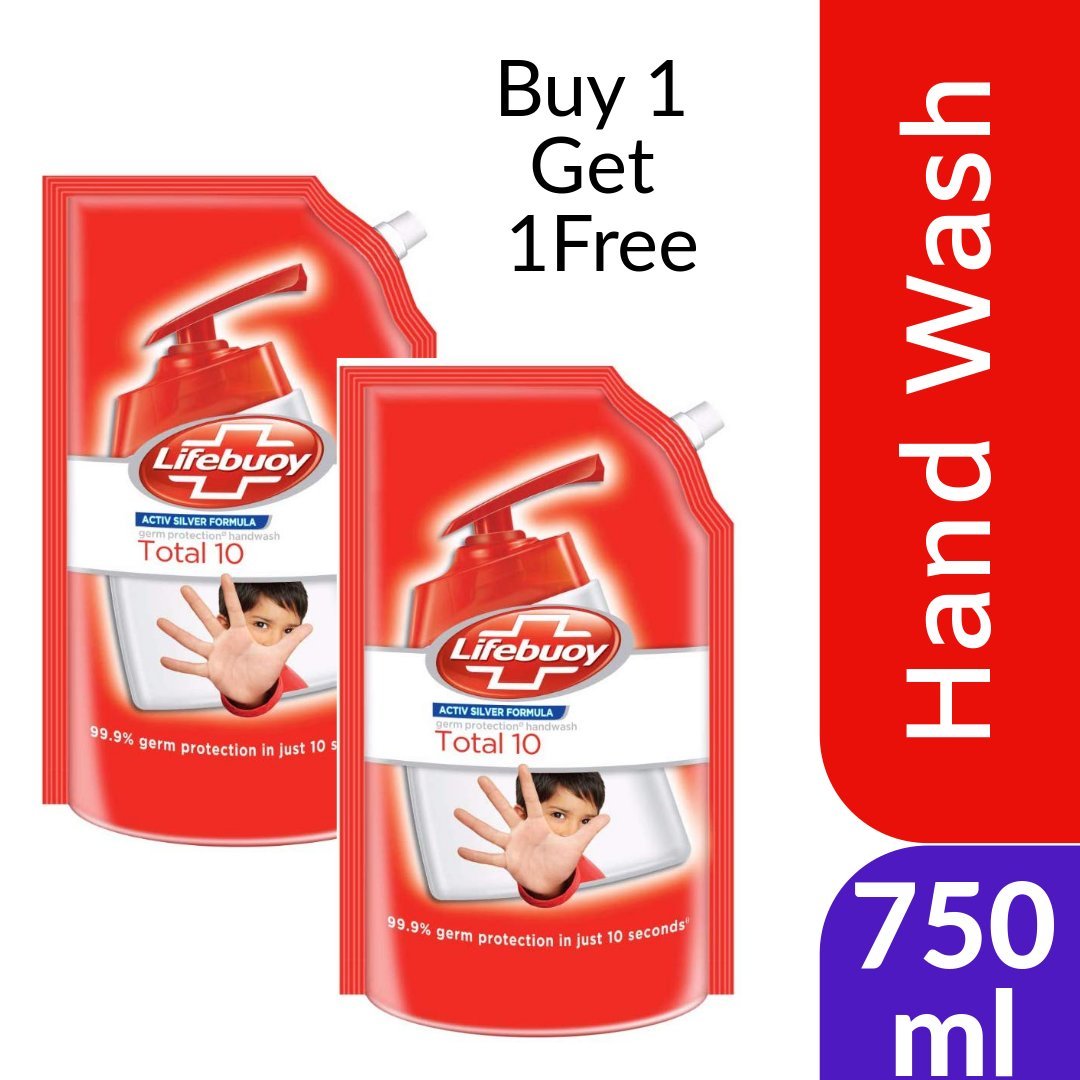 Buy 1
Get
1Free
Hand Wash
750
ml
Lifebuoy
ACTIV SILVER FORMULA
germ protection° handwash
Total 10
99.9% germ protection in just 10 s
Lifebuoy
ACTIV SILVER FORMULA
germ protection° handwash
Total 10
99.9% germ protection in just 10 seconds°